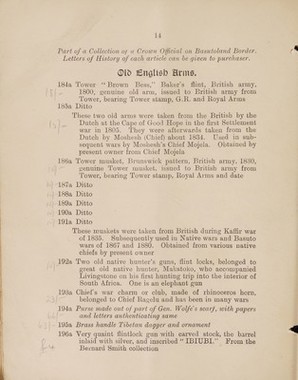 14
Part of a Collection or a Crown Official on Basutoland Border.
Letters of History of each article can be given to purchaser.
Old English Arms.
184a Tower "Brown Bess," Baker's flint, British army,
1800, genuine old arm, issued to British army from
Tower, bearing Tower stamp, G.R. and Royal Arms
185a Ditto
These two old arms were taken from the British by the
Dutch at the Cape of Good Hope in the first Settlement
war in 1805. They were afterwards taken from the
Dutch by Moshesh (Chief) about 1834. Used in sub-
sequent wars by Moshesh's Chief Mojela. Obtained by
present owner from Chief Mojela.
186a Tower musket, Brunswick pattern, British army, 1830,
genuine Tower musket, issued to British army from
Tower, bearing Tower stamp, Royal Arms and date
187a Ditto
188a Ditto
189a Ditto
190a Ditto
191a Ditto
These muskets were taken from British during Kaffir war
of 1835. Subsequently used in Native wars and Basuto
wars of 1867 and 1880. Obtained from various native
chiefs by present owner
192a Two old native hunter's guns, flint locks, belonged to
great old native hunter, Makatoko, who accompanied
Livingstone on his first hunting trip into the interior of
South Africa. One is an elephant gun
193a Chief's war charm or club, made of rhinoceros horn,
belonged to Chief Ragela and has been in many wars
194a Purse made out of part of Gen. Wolfe's scarf, with papers
and letters authenticating same
195a Brass handle Tibetan dagger and ornament
196a Very quaint flintlock gun with carved stock, the barrel
inlaid with silver, and inscribed "IBIUBI." From the
Bernard Smith collection